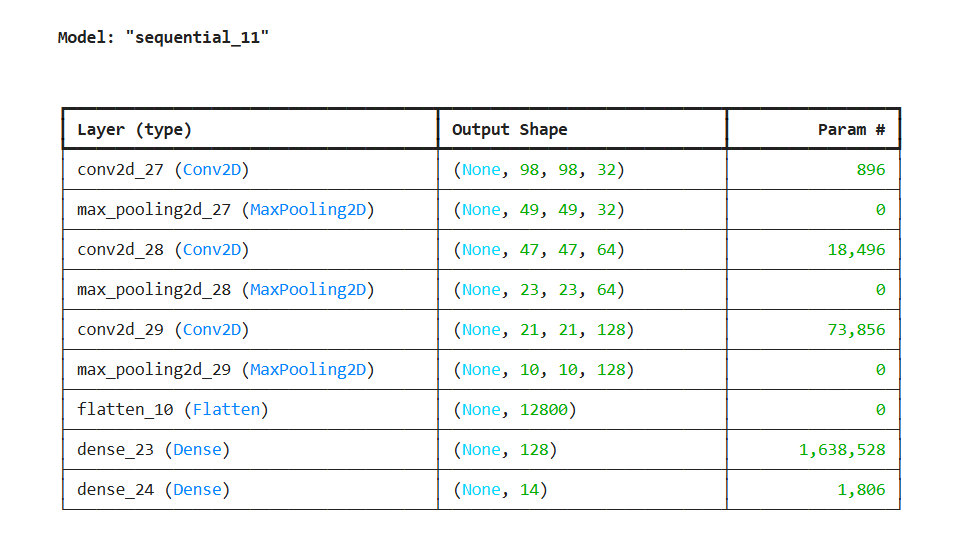 Model: "sequential_11"
Layer (type) Output Shape Param #
conv2d_27 (Conv2D) (None, 98, 98, 32) 896
max_pooling2d_27 (MaxPooling2D) (None, 49, 49, 32) 0
conv2d_28 (Conv2D) (None, 47, 47, 64) 18,496
max_pooling2d_28 (MaxPooling2D) (None, 23, 23, 64) 0
conv2d_29 (Conv2D) (None, 21, 21, 128) 73,856
max_pooling2d_29 (MaxPooling2D) (None, 10, 10, 128) 0
flatten_10 (Flatten) (None, 12800) 0
dense_23 (Dense) (None, 128) 1,638,528
dense_24 (Dense) (None, 14) 1,806